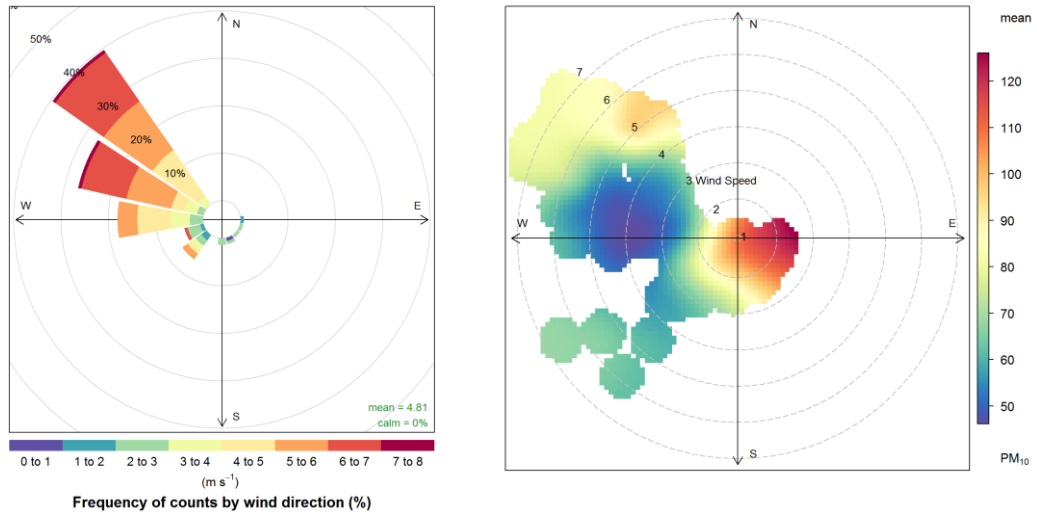 %
50%
40%
30%
20%
10%
N
W
E
S
mean = 4.81
calm = 0%
0 to 1 1 to 2 2 to 3 3 to 4 4 to 5 5 to 6 6 to 7 7 to 8
(m s⁻¹)
Frequency of counts by wind direction (%)
N
7
6
5
4
3 Wind Speed
2
1
W
E
S
mean
120
110
100
90
80
70
60
50
PM₁₀